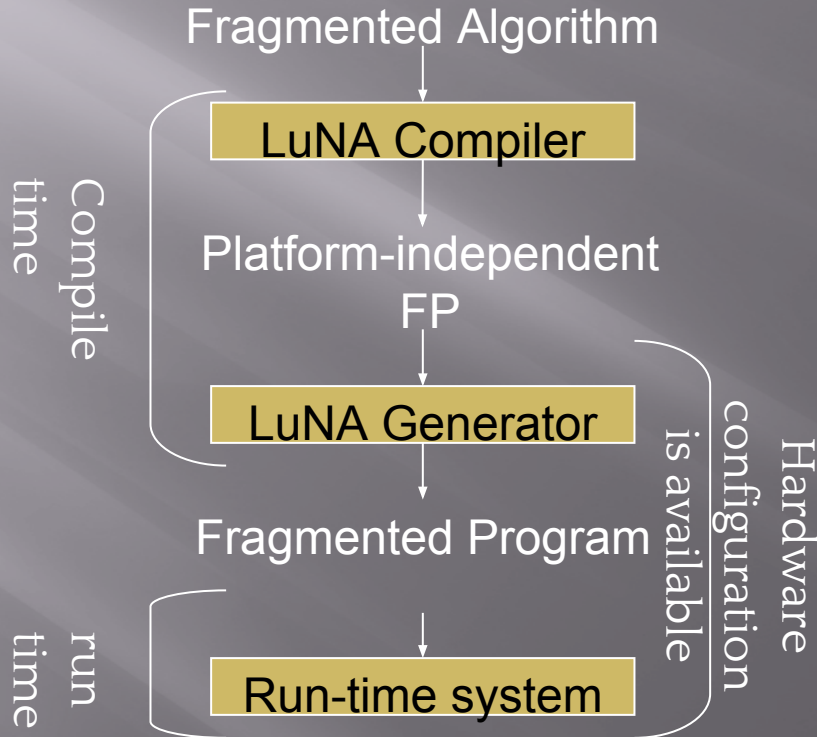 Fragmented Algorithm
LuNA Compiler
Compile
time
Platform-independent
FP
LuNA Generator
Hardware
configuration
is available
Fragmented Program
run
time
Run-time system